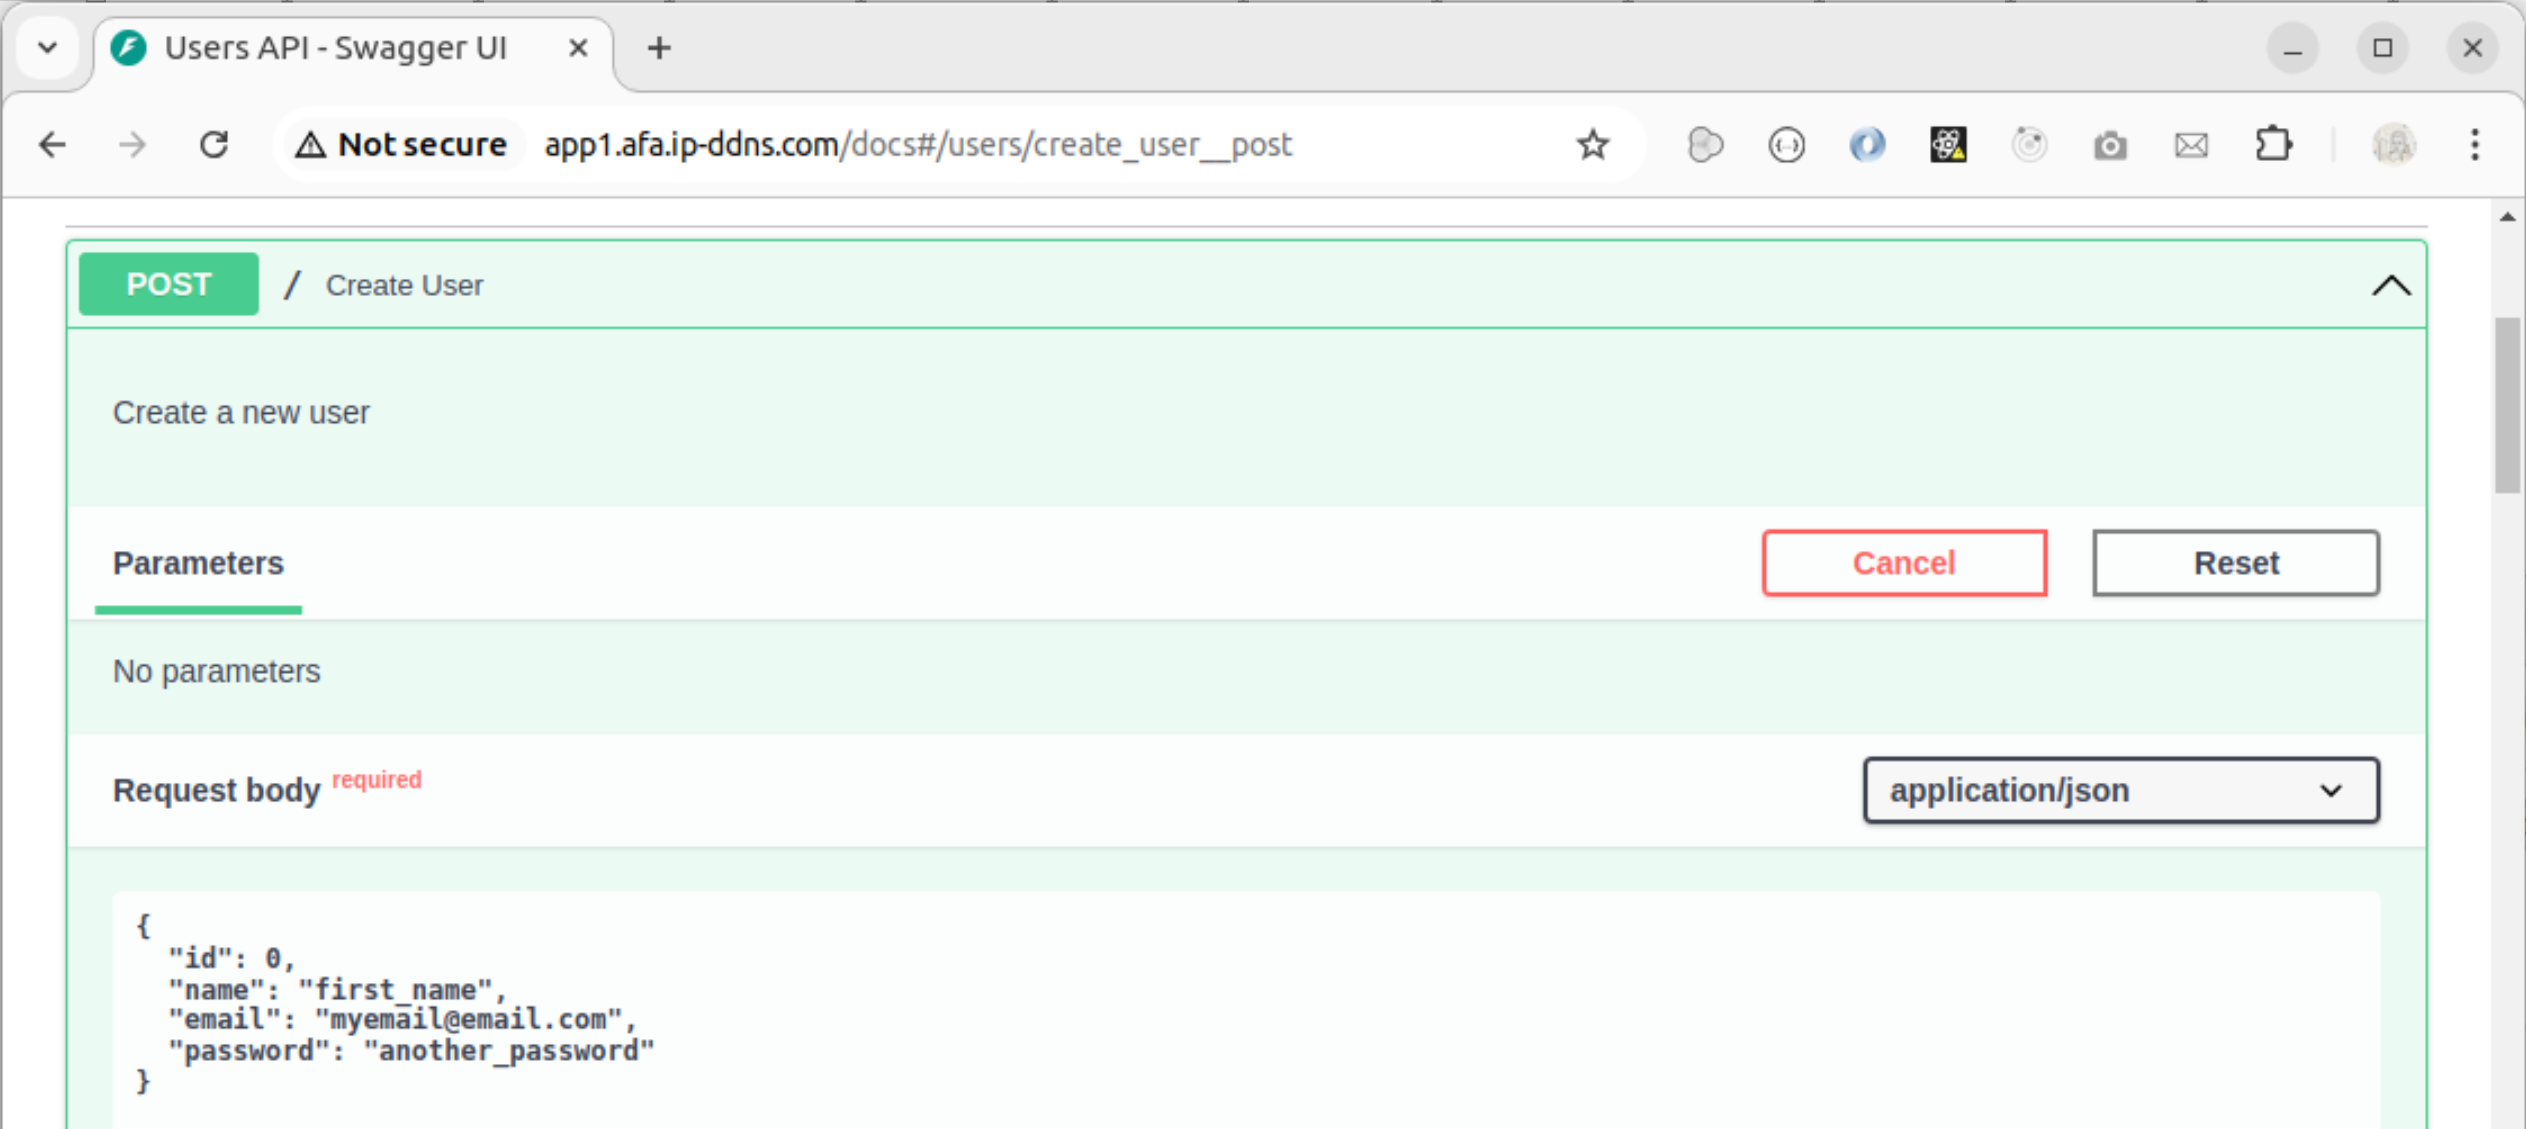 Users API - Swagger UI
Not secure app1.afa.ip-ddns.com/docs#/users/create_user__post
POST / Create User
Create a new user
Parameters Cancel Reset
No parameters
Request body required application/json
{
"id": 0,
"name": "first_name",
"email": "myemail@email.com",
"password": "another_password"
}